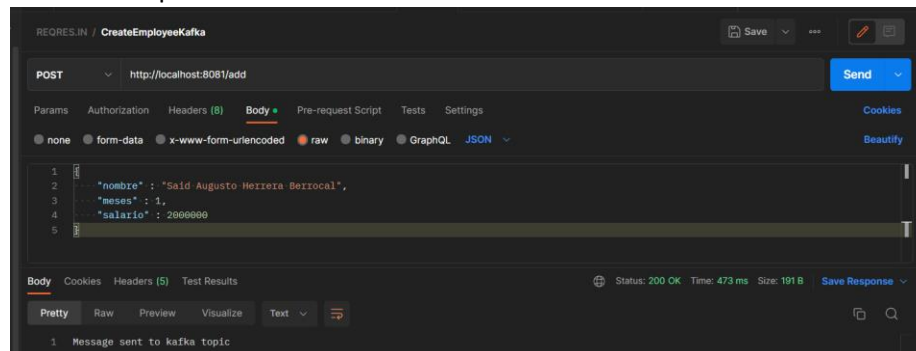 REQRES.IN / CreateEmployeeKafka
Save
POST http://localhost:8081/add
Send
Params Authorization Headers (8) Body Pre-request Script Tests Settings Cookies
none form-data x-www-form-urlencoded raw binary GraphQL JSON Beautify
1 {
2 "nombre" : "Said Augusto Herrera Berrocal",
3 "meses" : 1,
4 "salario" : 2000000
5 }
Body Cookies Headers (5) Test Results Status: 200 OK Time: 473 ms Size: 191 B Save Response
Pretty Raw Preview Visualize Text
1 Message sent to kafka topic